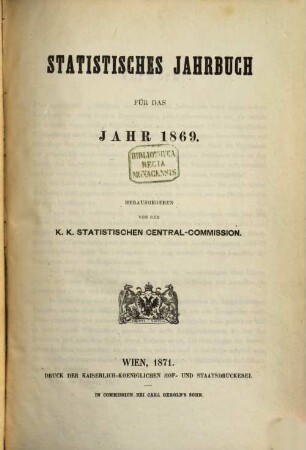 STATISTISCHES JAHRBUCH
FÜR DAS
JAHR 1869.
BIBLIOTHECA
REGIA
MONACENSIS
HERAUSGEGEBEN
VON DER
K. K. STATISTISCHEN CENTRAL-COMMISSION.
WIEN, 1871.
DRUCK DER KAISERLICH-KOENIGLICHEN HOF- UND STAATSDRUCKEREI.
IN COMMISSION BEI CARL GEROLD'S SOHN.